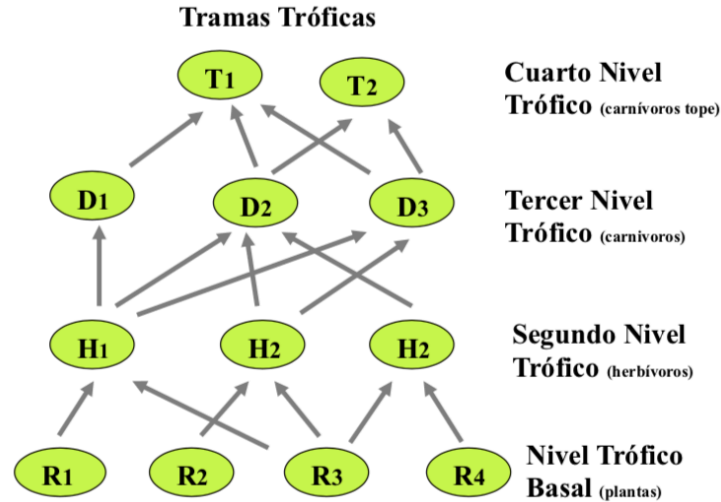 Tramas Tróficas
T1
T2
Cuarto Nivel
Trófico (carnívoros tope)
D1
D2
D3
Tercer Nivel
Trófico (carnivoros)
H1
H2
H2
Segundo Nivel
Trófico (herbívoros)
R1
R2
R3
R4
Nivel Trófico
Basal (plantas)